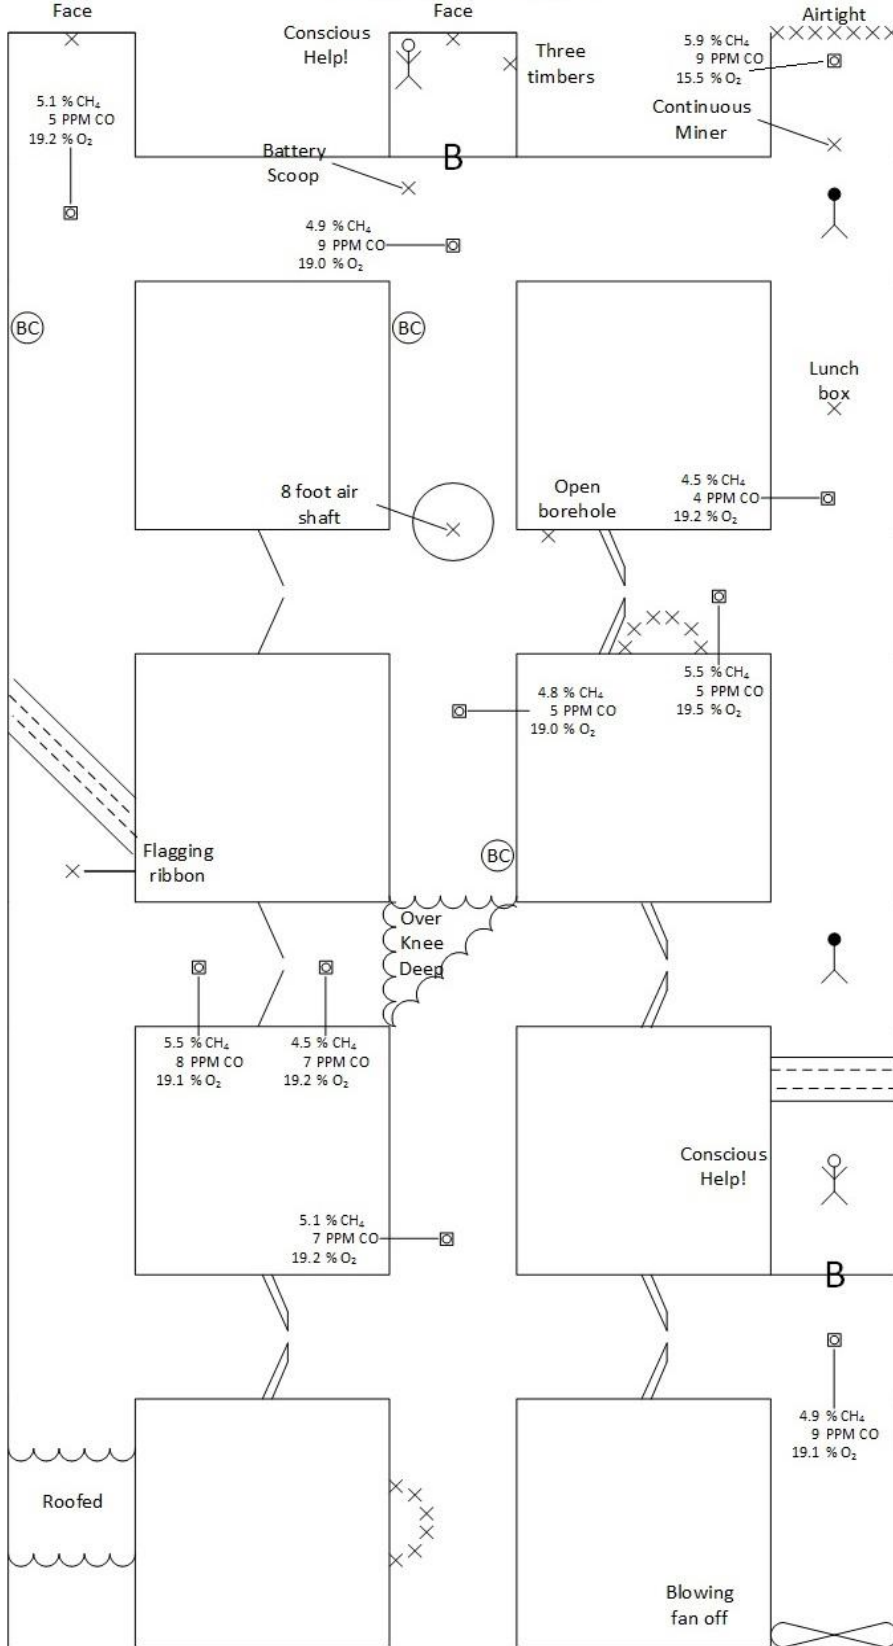 Face
Face
Airtight
Conscious
Help!
Three
timbers
5.9 % CH₄
9 PPM CO
15.5 % O₂
5.1 % CH₄
5 PPM CO
19.2 % O₂
Continuous
Miner
Battery
Scoop
B
4.9 % CH₄
9 PPM CO
19.0 % O₂
BC
BC
Lunch
box
8 foot air
shaft
Open
borehole
4.5 % CH₄
4 PPM CO
19.2 % O₂
5.5 % CH₄
5 PPM CO
19.5 % O₂
4.8 % CH₄
5 PPM CO
19.0 % O₂
Flagging
ribbon
BC
Over
Knee
Deep
5.5 % CH₄
8 PPM CO
19.1 % O₂
4.5 % CH₄
7 PPM CO
19.2 % O₂
Conscious
Help!
5.1 % CH₄
7 PPM CO
19.2 % O₂
B
4.9 % CH₄
9 PPM CO
19.1 % O₂
Roofed
Blowing
fan off